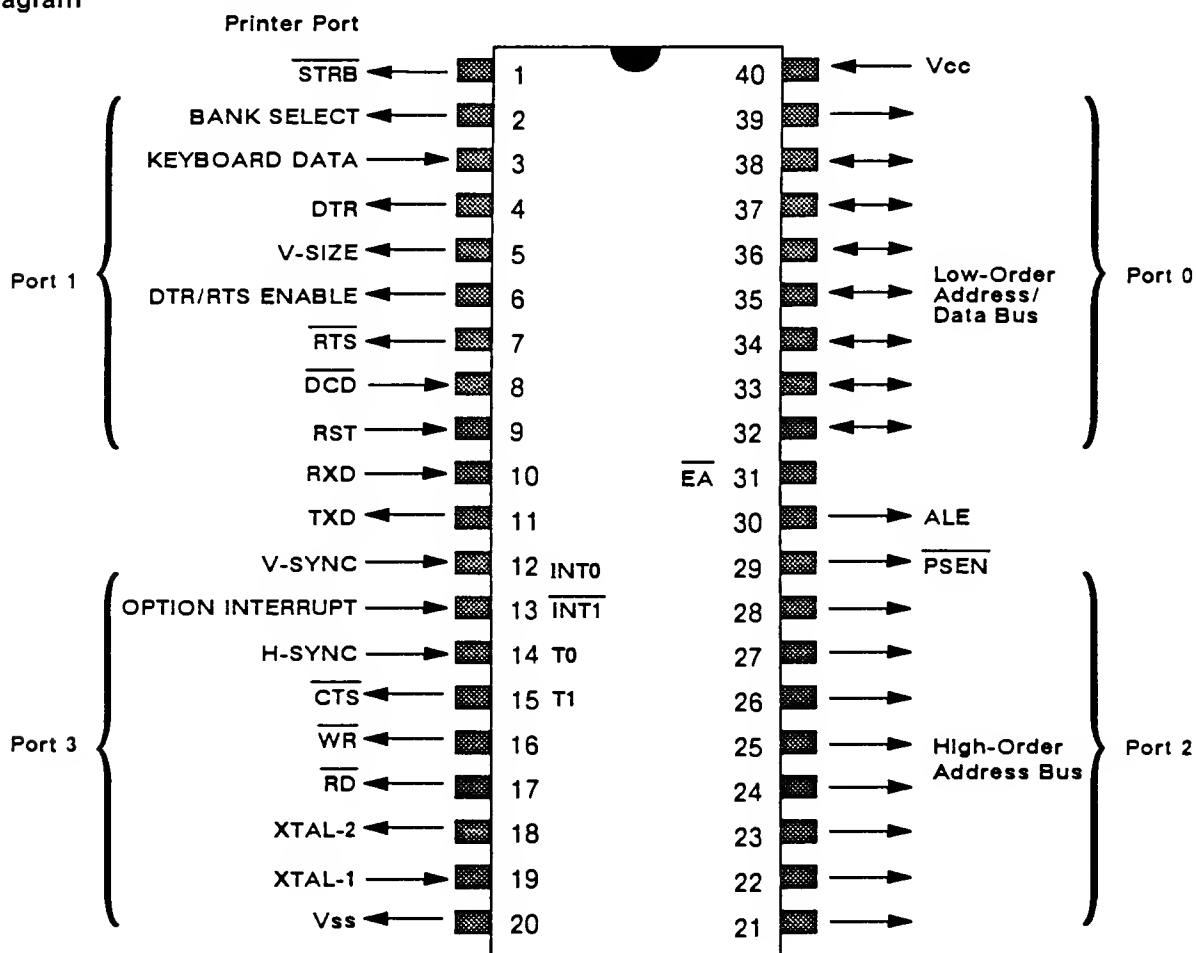 agram
Printer Port
STRB 1 40 Vcc
BANK SELECT 2 39
KEYBOARD DATA 3 38
DTR 4 37
V-SIZE 5 36
Port 1 DTR/RTS ENABLE 6 35 Low-Order Address/ Data Bus Port 0
RTS 7 34
DCD 8 33
RST 9 32
RXD 10 EA 31
TXD 11 30 ALE
V-SYNC 12 INT0 29 PSEN
OPTION INTERRUPT 13 INT1 28
H-SYNC 14 T0 27
CTS 15 T1 26
Port 3 WR 16 25 High-Order Address Bus Port 2
RD 17 24
XTAL-2 18 23
XTAL-1 19 22
Vss 20 21